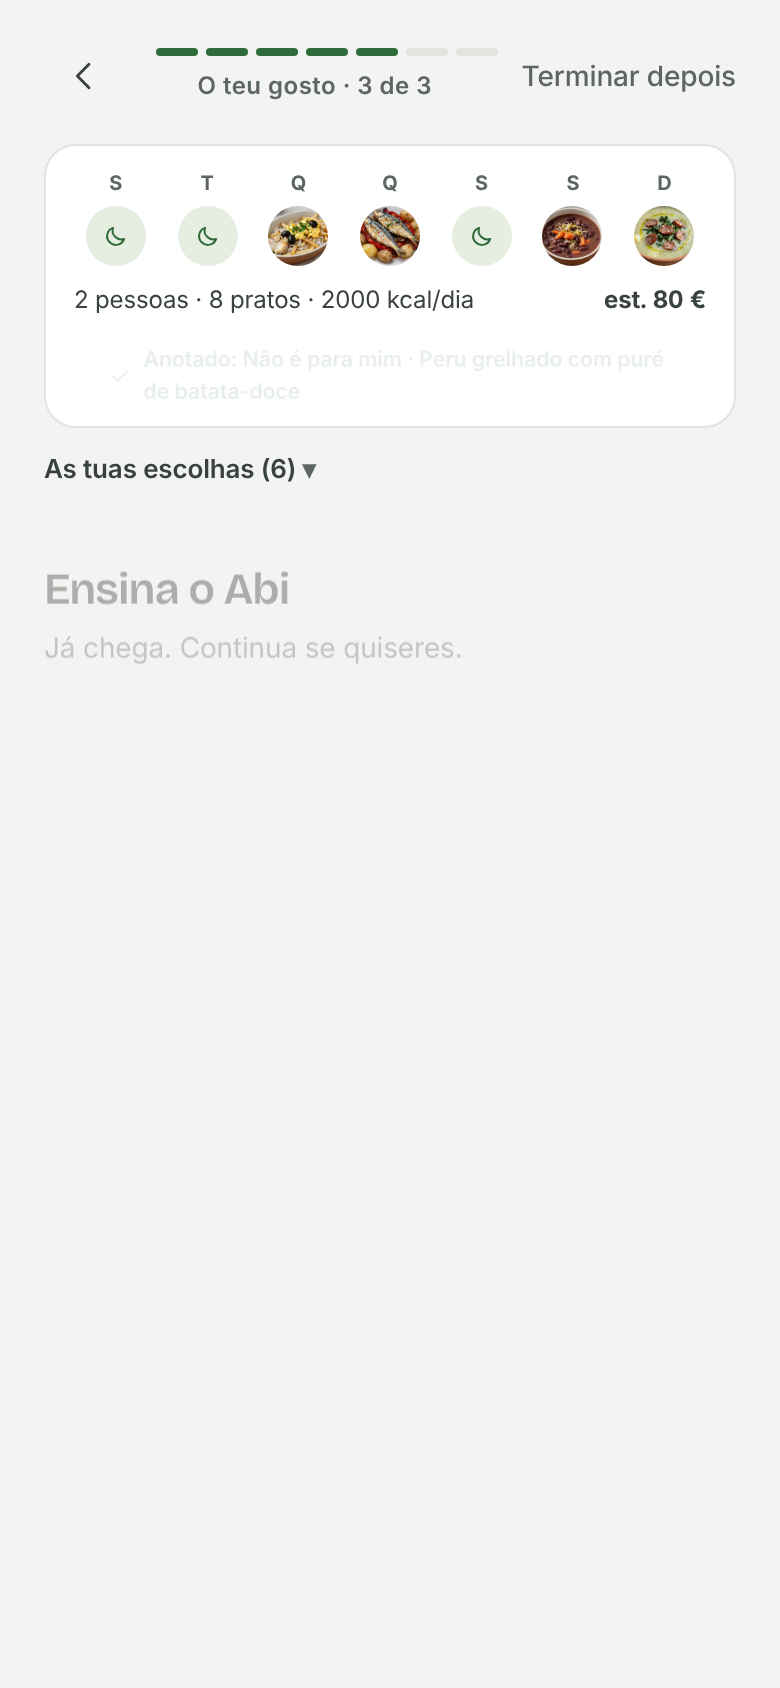 O teu gosto · 3 de 3
Terminar depois
S T Q Q S S D
2 pessoas · 8 pratos · 2000 kcal/dia est. 80 €
Anotado: Não é para mim · Peru grelhado com puré
de batata-doce
As tuas escolhas (6) ▾
Ensina o Abi
Já chega. Continua se quiseres.